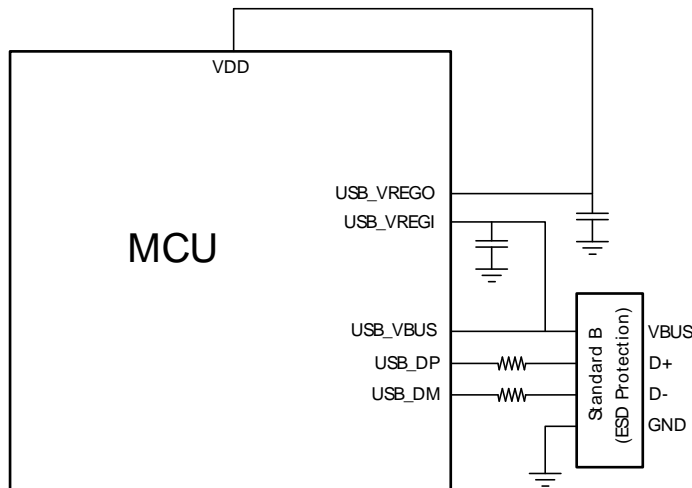 VDD
USB_VREGO
USB_VREGI
MCU
USB_VBUS
USB_DP
USB_DM
Standard B
(ESD Protection)
VBUS
D+
D-
GND